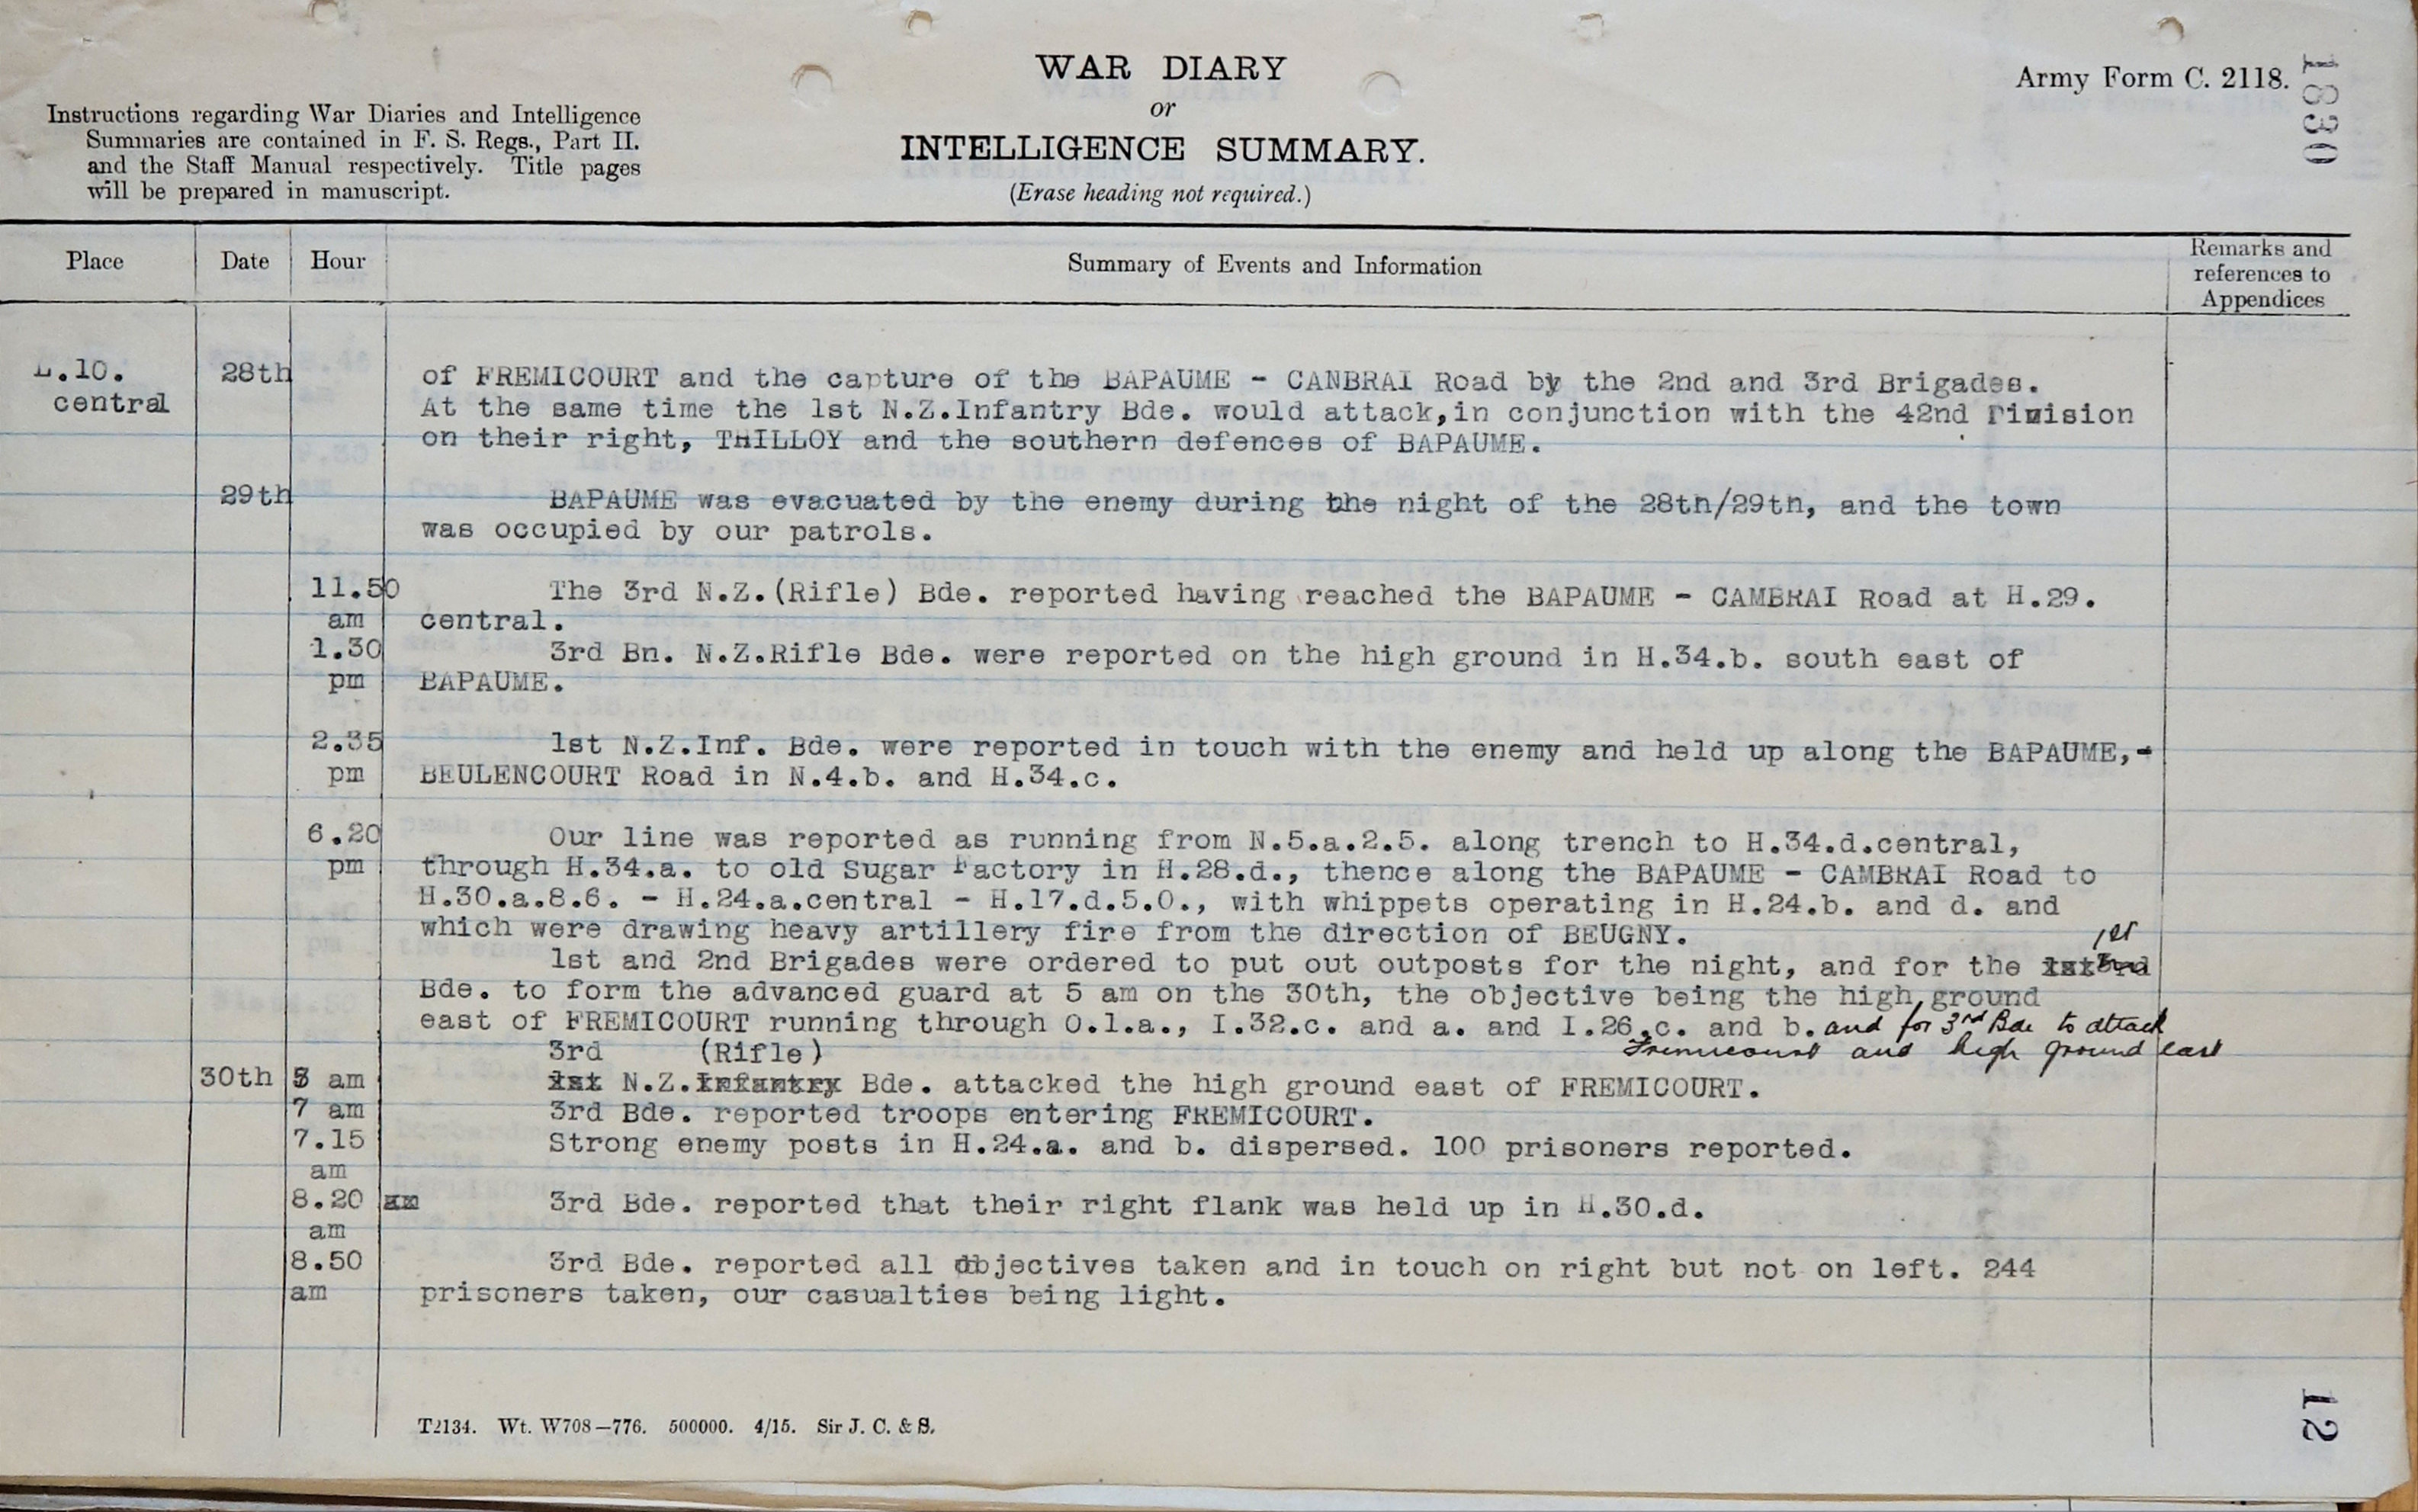 WAR DIARY
or
INTELLIGENCE SUMMARY.
(Erase heading not required.)
Army Form C. 2118.
1830
Instructions regarding War Diaries and Intelligence
Summaries are contained in F. S. Regs., Part II.
and the Staff Manual respectively. Title pages
will be prepared in manuscript.
Place Date Hour Summary of Events and Information Remarks and
references to
Appendices
L.10. 28th of FREMICOURT and the capture of the BAPAUME - CANBRAI Road by the 2nd and 3rd Brigades.
central At the same time the 1st N.Z.Infantry Bde. would attack,in conjunction with the 42nd Division
on their right, THILLOY and the southern defences of BAPAUME.
29th BAPAUME was evacuated by the enemy during the night of the 28th/29th, and the town
was occupied by our patrols.
11.50 The 3rd N.Z.(Rifle) Bde. reported having reached the BAPAUME - CAMBRAI Road at H.29.
am central.
1.30 3rd Bn. N.Z.Rifle Bde. were reported on the high ground in H.34.b. south east of
pm BAPAUME.
2.35 1st N.Z.Inf. Bde. were reported in touch with the enemy and held up along the BAPAUME,-
pm BEULENCOURT Road in N.4.b. and H.34.c.
6.20 Our line was reported as running from N.5.a.2.5. along trench to H.34.d.central,
pm through H.34.a. to old Sugar Factory in H.28.d., thence along the BAPAUME - CAMBRAI Road to
H.30.a.8.6. - H.24.a.central - H.17.d.5.0., with whippets operating in H.24.b. and d. and
which were drawing heavy artillery fire from the direction of BEUGNY.
1st
1st and 2nd Brigades were ordered to put out outposts for the night, and for the 1st 3rd
Bde. to form the advanced guard at 5 am on the 30th, the objective being the high ground
east of FREMICOURT running through O.1.a., I.32.c. and a. and I.26.c. and b. and for 3rd Bde to attack
Fremicourt and high ground east
3rd (Rifle)
30th 5 am 1st N.Z.Infantry Bde. attacked the high ground east of FREMICOURT.
7 am 3rd Bde. reported troops entering FREMICOURT.
7.15 Strong enemy posts in H.24.a. and b. dispersed. 100 prisoners reported.
am
8.20 am 3rd Bde. reported that their right flank was held up in H.30.d.
am
8.50 3rd Bde. reported all objectives taken and in touch on right but not on left. 244
am prisoners taken, our casualties being light.
T2134. Wt. W708—776. 500000. 4/15. Sir J. C. & S.
12